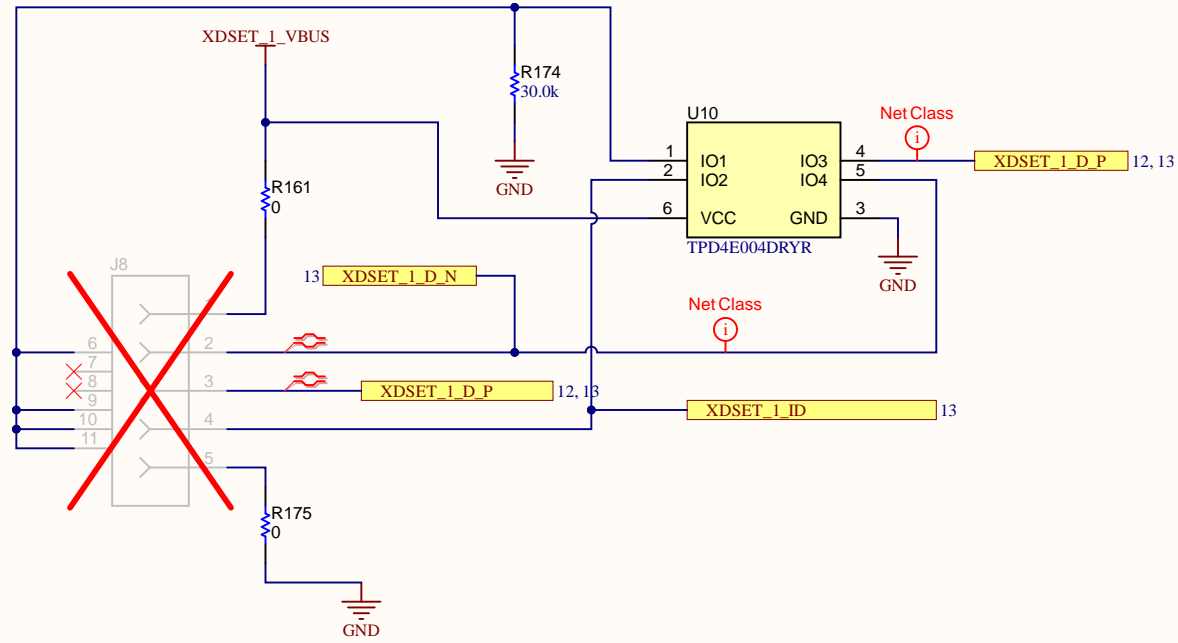 XDSET_1_VBUS
R174
30.0k
GND
U10
1 IO1 IO3 4
2 IO2 IO4 5
6 VCC GND 3
TPD4E004DRYR
Net Class
i
XDSET_1_D_P 12, 13
GND
R161
0
J8
13 XDSET_1_D_N
Net Class
i
1
6 2
7
8 3
XDSET_1_D_P 12, 13
9
10 4
XDSET_1_ID 13
11
5
R175
0
GND